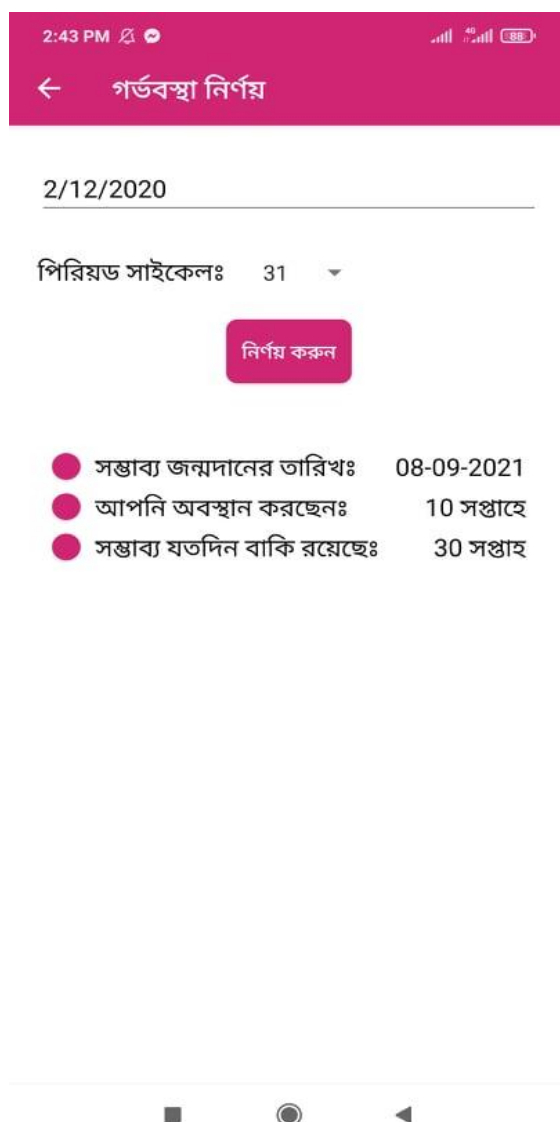 2:43 PM
4G
88
গর্ভবস্থা নির্ণয়
2/12/2020
পিরিয়ড সাইকেলঃ 31
নির্ণয় করুন
সম্ভাব্য জন্মদানের তারিখঃ 08-09-2021
আপনি অবস্থান করছেনঃ 10 সপ্তাহে
সম্ভাব্য যতদিন বাকি রয়েছেঃ 30 সপ্তাহ